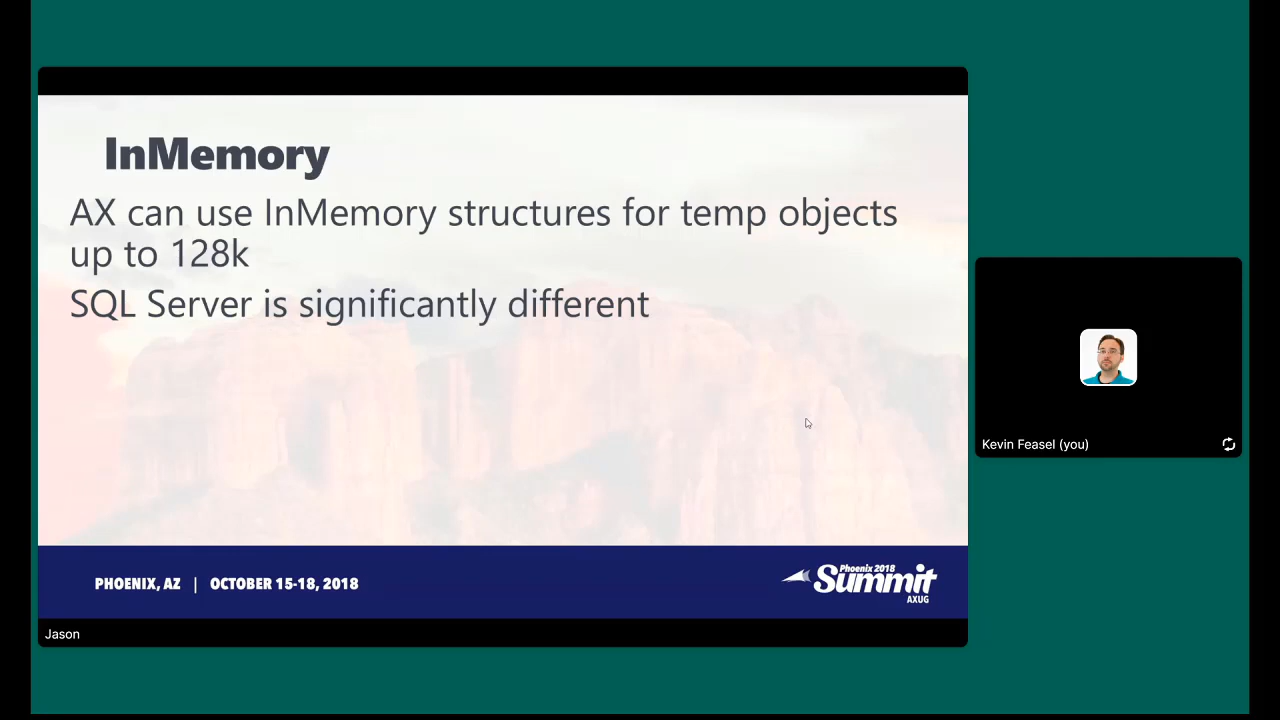 InMemory
AX can use InMemory structures for temp objects
up to 128k
SQL Server is significantly different
Kevin Feasel (you)
PHOENIX, AZ | OCTOBER 15-18, 2018
Phoenix 2018
Summit
AXUG
Jason